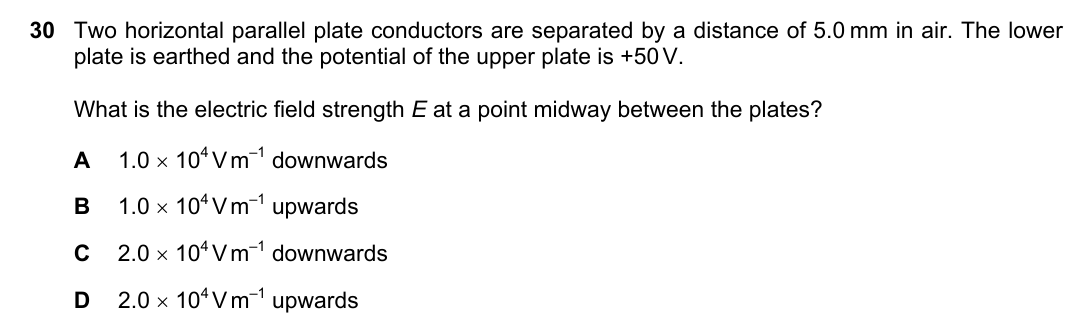 30 Two horizontal parallel plate conductors are separated by a distance of 5.0 mm in air. The lower
plate is earthed and the potential of the upper plate is +50 V.
What is the electric field strength E at a point midway between the plates?
A 1.0 × 10⁴ V m⁻¹ downwards
B 1.0 × 10⁴ V m⁻¹ upwards
C 2.0 × 10⁴ V m⁻¹ downwards
D 2.0 × 10⁴ V m⁻¹ upwards